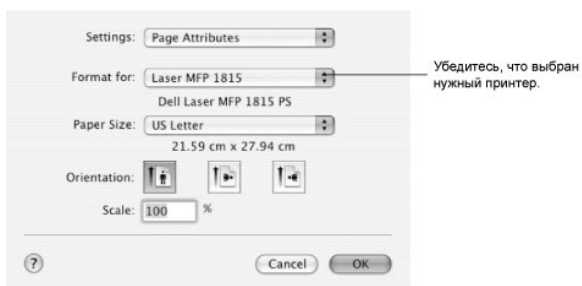 Settings: Page Attributes
Format for: Laser MFP 1815
Dell Laser MFP 1815 PS
Paper Size: US Letter
21.59 cm x 27.94 cm
Orientation:
Scale: 100 %
? Cancel OK
Убедитесь, что выбран
нужный принтер.